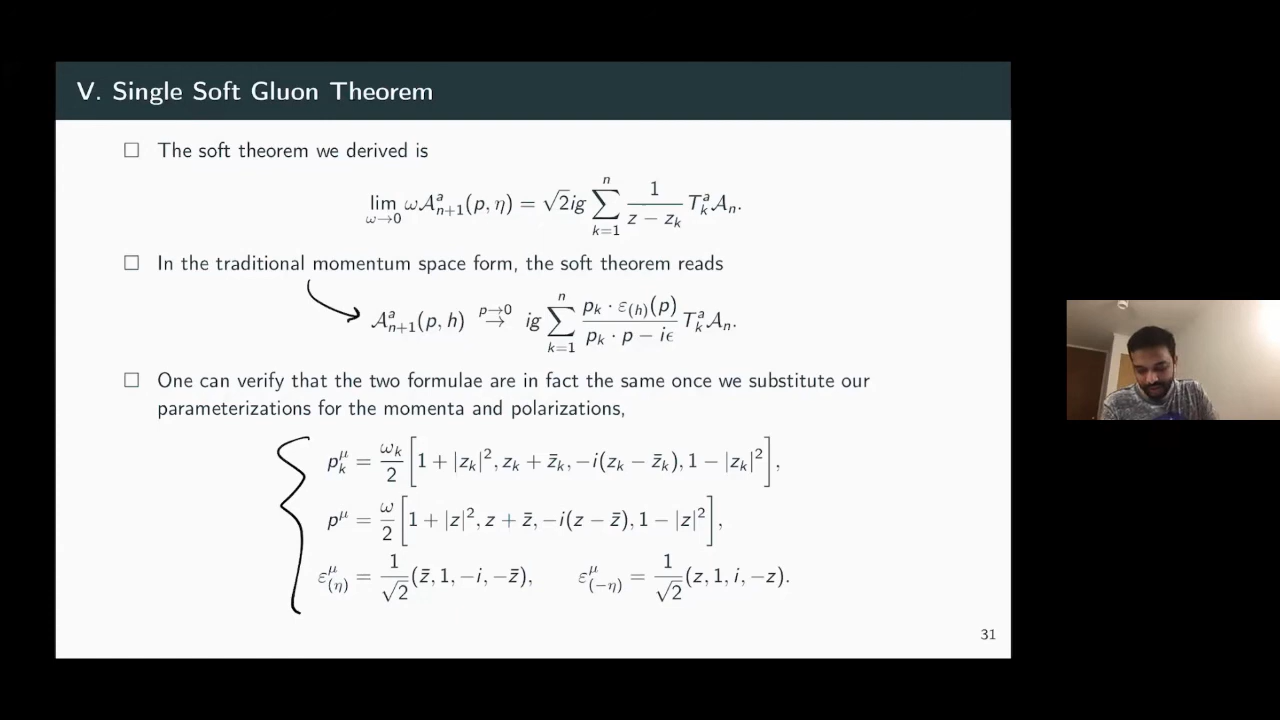 V. Single Soft Gluon Theorem
□ The soft theorem we derived is
lim_{ω→0} ωA^a_{n+1}(p, η) = √2ig ∑_{k=1}^{n} 1/(z − z_k) T^a_k A_n.
□ In the traditional momentum space form, the soft theorem reads
A^a_{n+1}(p, h) →^{p→0} ig ∑_{k=1}^{n} (p_k · ε_{(h)}(p))/(p_k · p − iϵ) T^a_k A_n.
□ One can verify that the two formulae are in fact the same once we substitute our
parameterizations for the momenta and polarizations,
p^μ_k = ω_k/2 [1 + |z_k|^2, z_k + z̄_k, −i(z_k − z̄_k), 1 − |z_k|^2],
p^μ = ω/2 [1 + |z|^2, z + z̄, −i(z − z̄), 1 − |z|^2],
ε^μ_{(η)} = 1/√2 (z̄, 1, −i, −z̄), ε^μ_{(−η)} = 1/√2 (z, 1, i, −z).
31